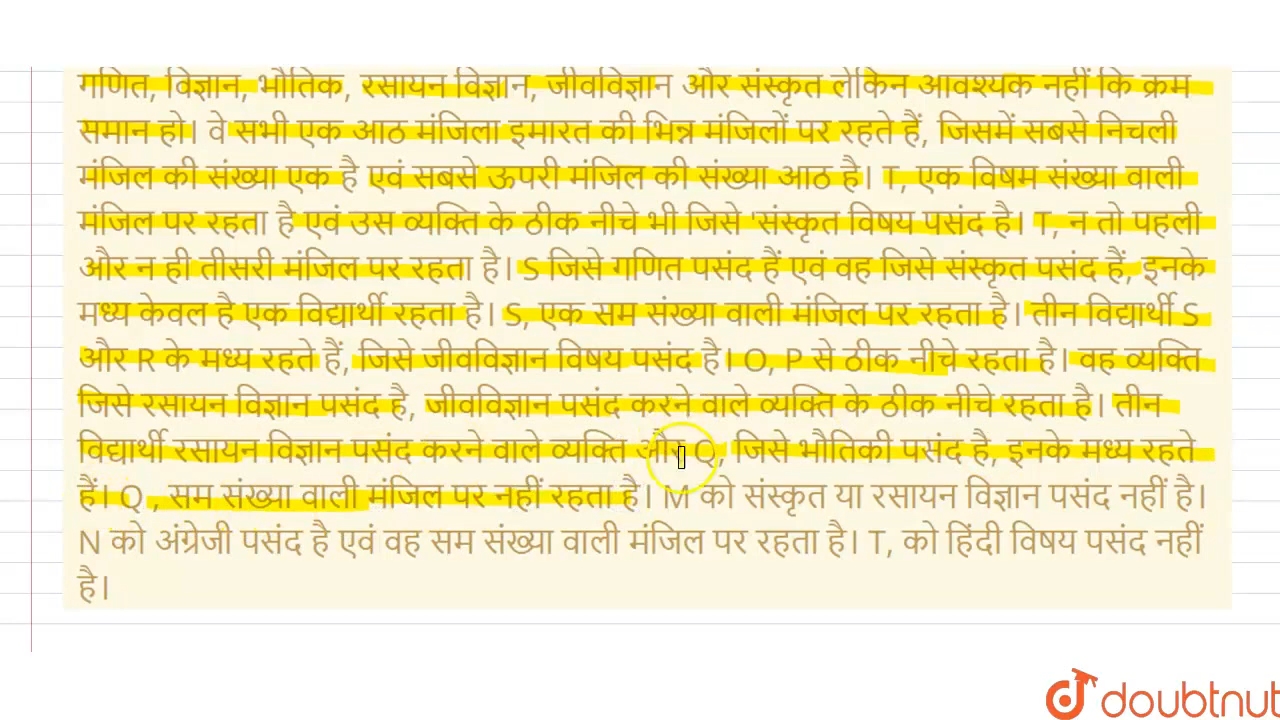 गणित, विज्ञान, भौतिक, रसायन विज्ञान, जीवविज्ञान और संस्कृत लेकिन आवश्यक नहीं कि क्रम
समान हो। वे सभी एक आठ मंजिला इमारत की भिन्न मंजिलों पर रहते हैं, जिसमें सबसे निचली
मंजिल की संख्या एक है एवं सबसे ऊपरी मंजिल की संख्या आठ है। T, एक विषम संख्या वाली
मंजिल पर रहता है एवं उस व्यक्ति के ठीक नीचे भी जिसे 'संस्कृत विषय पसंद है। T, न तो पहली
और न ही तीसरी मंजिल पर रहता है। S जिसे गणित पसंद हैं एवं वह जिसे संस्कृत पसंद हैं, इनके
मध्य केवल है एक विद्यार्थी रहता है। S, एक सम संख्या वाली मंजिल पर रहता है। तीन विद्यार्थी S
और R के मध्य रहते हैं, जिसे जीवविज्ञान विषय पसंद है। O, P से ठीक नीचे रहता है। वह व्यक्ति
जिसे रसायन विज्ञान पसंद है, जीवविज्ञान पसंद करने वाले व्यक्ति के ठीक नीचे रहता है। तीन
विद्यार्थी रसायन विज्ञान पसंद करने वाले व्यक्ति और Q, जिसे भौतिकी पसंद है, इनके मध्य रहते
हैं। Q , सम संख्या वाली मंजिल पर नहीं रहता है। M को संस्कृत या रसायन विज्ञान पसंद नहीं है।
N को अंग्रेजी पसंद है एवं वह सम संख्या वाली मंजिल पर रहता है। T, को हिंदी विषय पसंद नहीं
है।
doubtnut